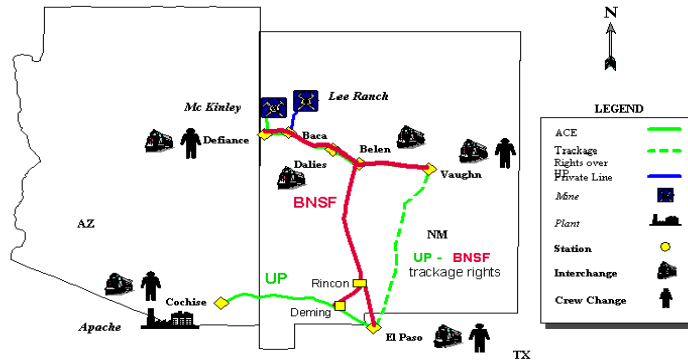 N
Mc Kinley
Lee Ranch
Defiance
Baca
Belen
Dalies
Vaughn
BNSF
AZ
NM
UP
UP - BNSF
trackage rights
Rincon
Cochise
Deming
Apache
El Paso
TX
LEGEND
ACE
Trackage
Rights over
UP
Private Line
Mine
Plant
Station
Interchange
Crew Change